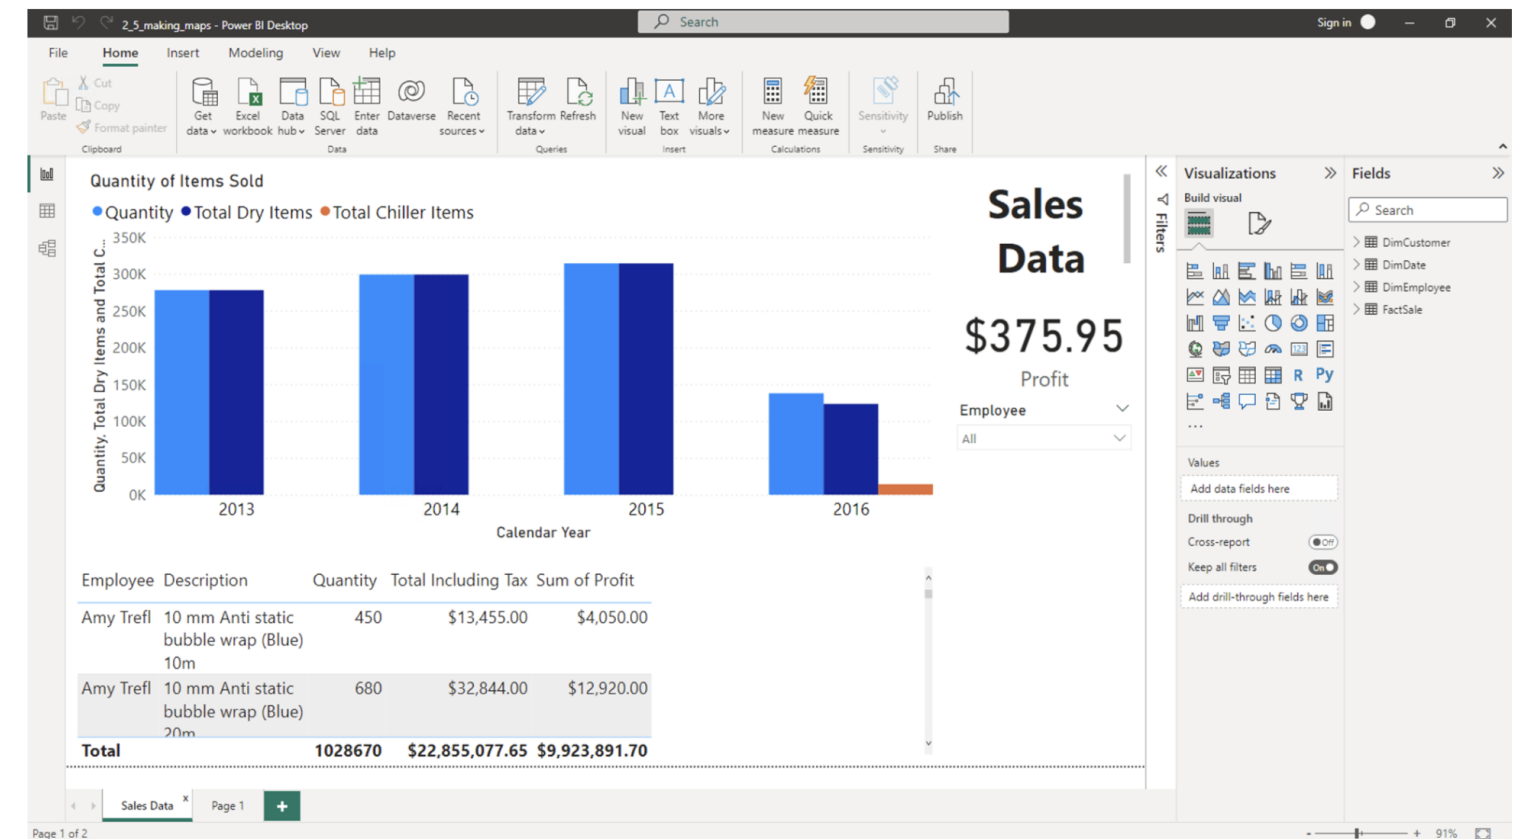 2_5_making_maps - Power BI Desktop
Search
Sign in
File Home Insert Modeling View Help
Paste
Cut
Copy
Format painter
Clipboard
Get data
Excel workbook
Data hub
SQL Server
Enter data
Dataverse
Recent sources
Data
Transform data
Refresh
Queries
New visual
Text box
More visuals
Insert
New measure
Quick measure
Calculations
Sensitivity
Sensitivity
Publish
Share
Quantity of Items Sold
Quantity Total Dry Items Total Chiller Items
Quantity, Total Dry Items and Total C...
350K
300K
250K
200K
150K
100K
50K
0K
2013 2014 2015 2016
Calendar Year
Sales
Data
$375.95
Profit
Employee
All
Employee Description Quantity Total Including Tax Sum of Profit
Amy Trefl 10 mm Anti static 450 $13,455.00 $4,050.00
bubble wrap (Blue)
10m
Amy Trefl 10 mm Anti static 680 $32,844.00 $12,920.00
bubble wrap (Blue)
20m
Total 1028670 $22,855,077.65 $9,923,891.70
Filters
Visualizations
Build visual
123
R
Py
...
Values
Add data fields here
Drill through
Cross-report Off
Keep all filters On
Add drill-through fields here
Fields
Search
DimCustomer
DimDate
DimEmployee
FactSale
Sales Data x
Page 1
+
Page 1 of 2
- + 91%